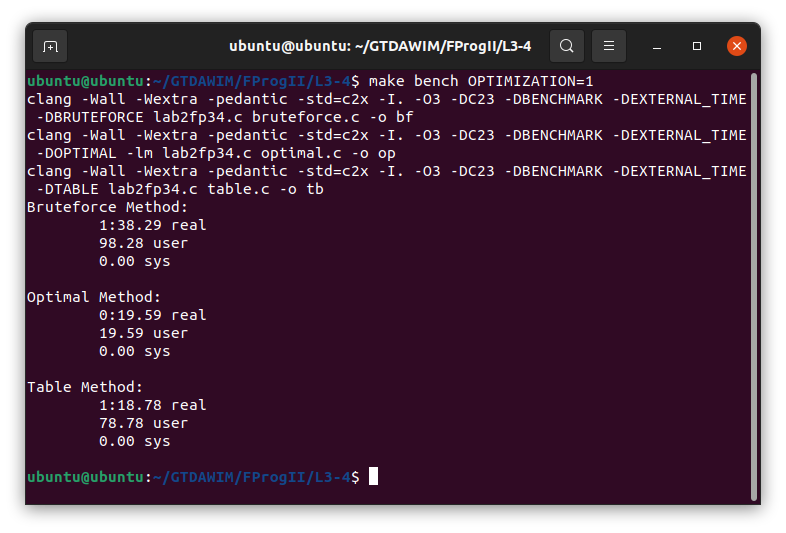 ubuntu@ubuntu: ~/GTDAWIM/FProgII/L3-4
ubuntu@ubuntu:~/GTDAWIM/FProgII/L3-4$ make bench OPTIMIZATION=1
clang -Wall -Wextra -pedantic -std=c2x -I. -O3 -DC23 -DBENCHMARK -DEXTERNAL_TIME
 -DBRUTEFORCE lab2fp34.c bruteforce.c -o bf
clang -Wall -Wextra -pedantic -std=c2x -I. -O3 -DC23 -DBENCHMARK -DEXTERNAL_TIME
 -DOPTIMAL -lm lab2fp34.c optimal.c -o op
clang -Wall -Wextra -pedantic -std=c2x -I. -O3 -DC23 -DBENCHMARK -DEXTERNAL_TIME
 -DTABLE lab2fp34.c table.c -o tb
Bruteforce Method:
        1:38.29 real
        98.28 user
        0.00 sys
Optimal Method:
        0:19.59 real
        19.59 user
        0.00 sys
Table Method:
        1:18.78 real
        78.78 user
        0.00 sys
ubuntu@ubuntu:~/GTDAWIM/FProgII/L3-4$